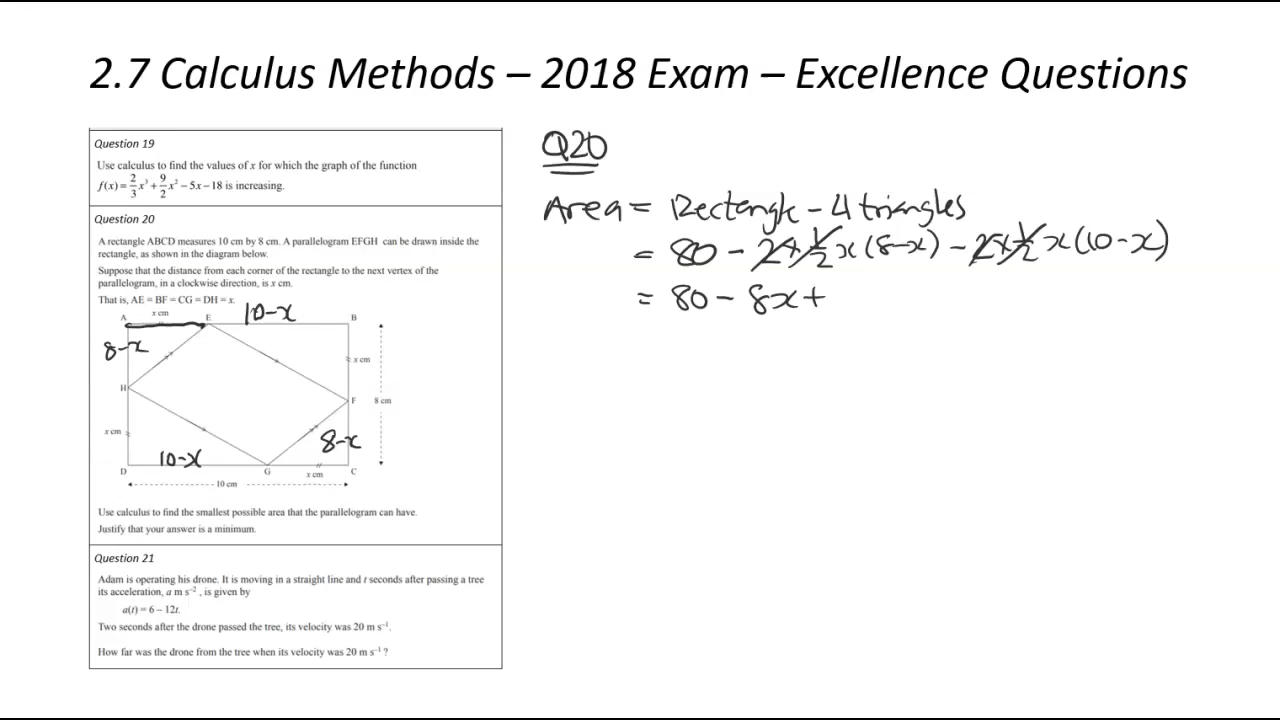 2.7 Calculus Methods – 2018 Exam – Excellence Questions
Question 19
Use calculus to find the values of x for which the graph of the function
f(x) = 2/3 x³ + 9/2 x² – 5x – 18 is increasing.
Question 20
A rectangle ABCD measures 10 cm by 8 cm. A parallelogram EFGH can be drawn inside the
rectangle, as shown in the diagram below.
Suppose that the distance from each corner of the rectangle to the next vertex of the
parallelogram, in a clockwise direction, is x cm.
That is, AE = BF = CG = DH = x.
x cm
10-x
A
E
B
8-x
x cm
H
F
8 cm
x cm
8-x
10-x
D
G
x cm
C
10 cm
Use calculus to find the smallest possible area that the parallelogram can have.
Justify that your answer is a minimum.
Question 21
Adam is operating his drone. It is moving in a straight line and t seconds after passing a tree
its acceleration, a m s⁻², is given by
a(t) = 6 – 12t.
Two seconds after the drone passed the tree, its velocity was 20 m s⁻¹.
How far was the drone from the tree when its velocity was 20 m s⁻¹ ?
Q20
Area = Rectangle - 4 triangles
= 80 - 2×1/2 x(8-x) - 2×1/2 x(10-x)
= 80 - 8x +